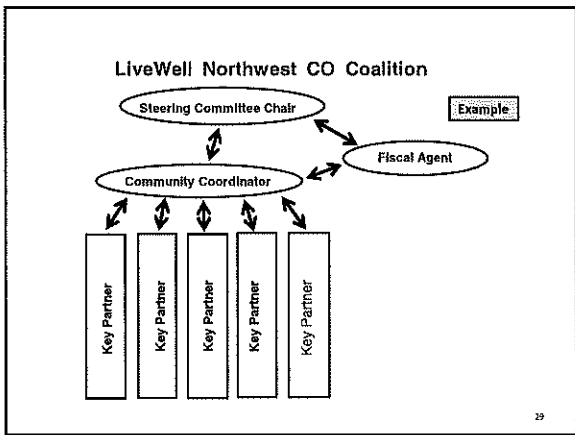 LiveWell Northwest CO Coalition
Steering Committee Chair
Example
Fiscal Agent
Community Coordinator
Key Partner
Key Partner
Key Partner
Key Partner
Key Partner
29